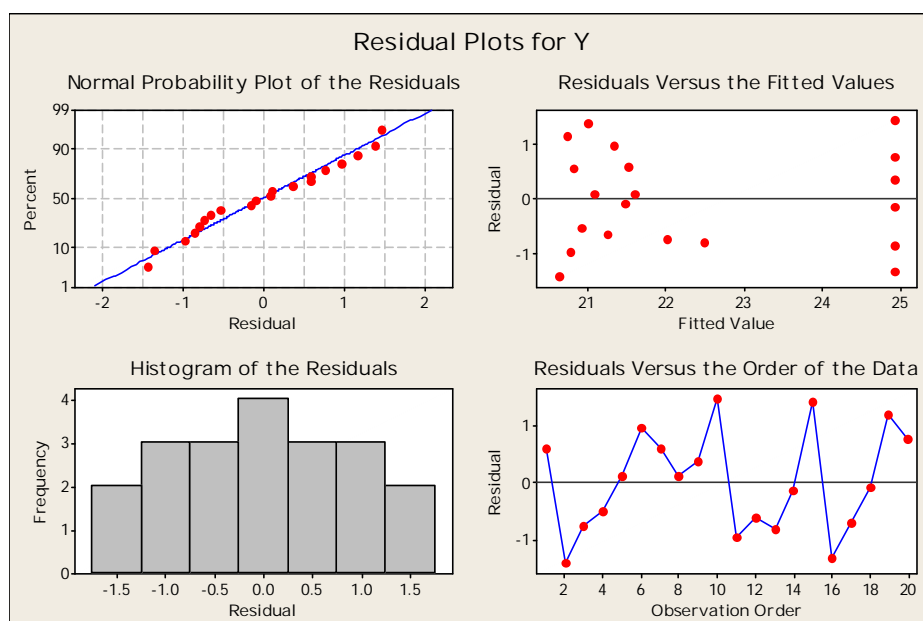 Residual Plots for Y
Normal Probability Plot of the Residuals
99
90
50
10
1
Percent
-2 -1 0 1 2
Residual
Residuals Versus the Fitted Values
1
0
-1
Residual
21 22 23 24 25
Fitted Value
Histogram of the Residuals
4
3
2
1
0
Frequency
-1.5 -1.0 -0.5 0.0 0.5 1.0 1.5
Residual
Residuals Versus the Order of the Data
1
0
-1
Residual
2 4 6 8 10 12 14 16 18 20
Observation Order